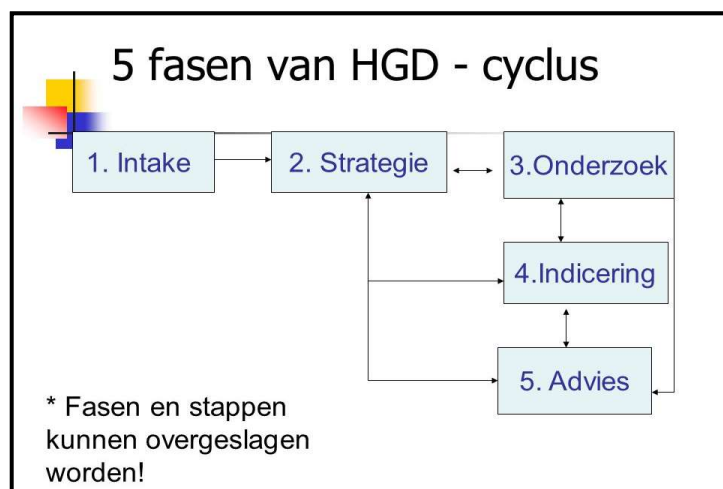 5 fasen van HGD - cyclus
1. Intake
2. Strategie
3.Onderzoek
4.Indicering
5. Advies
* Fasen en stappen
kunnen overgeslagen
worden!